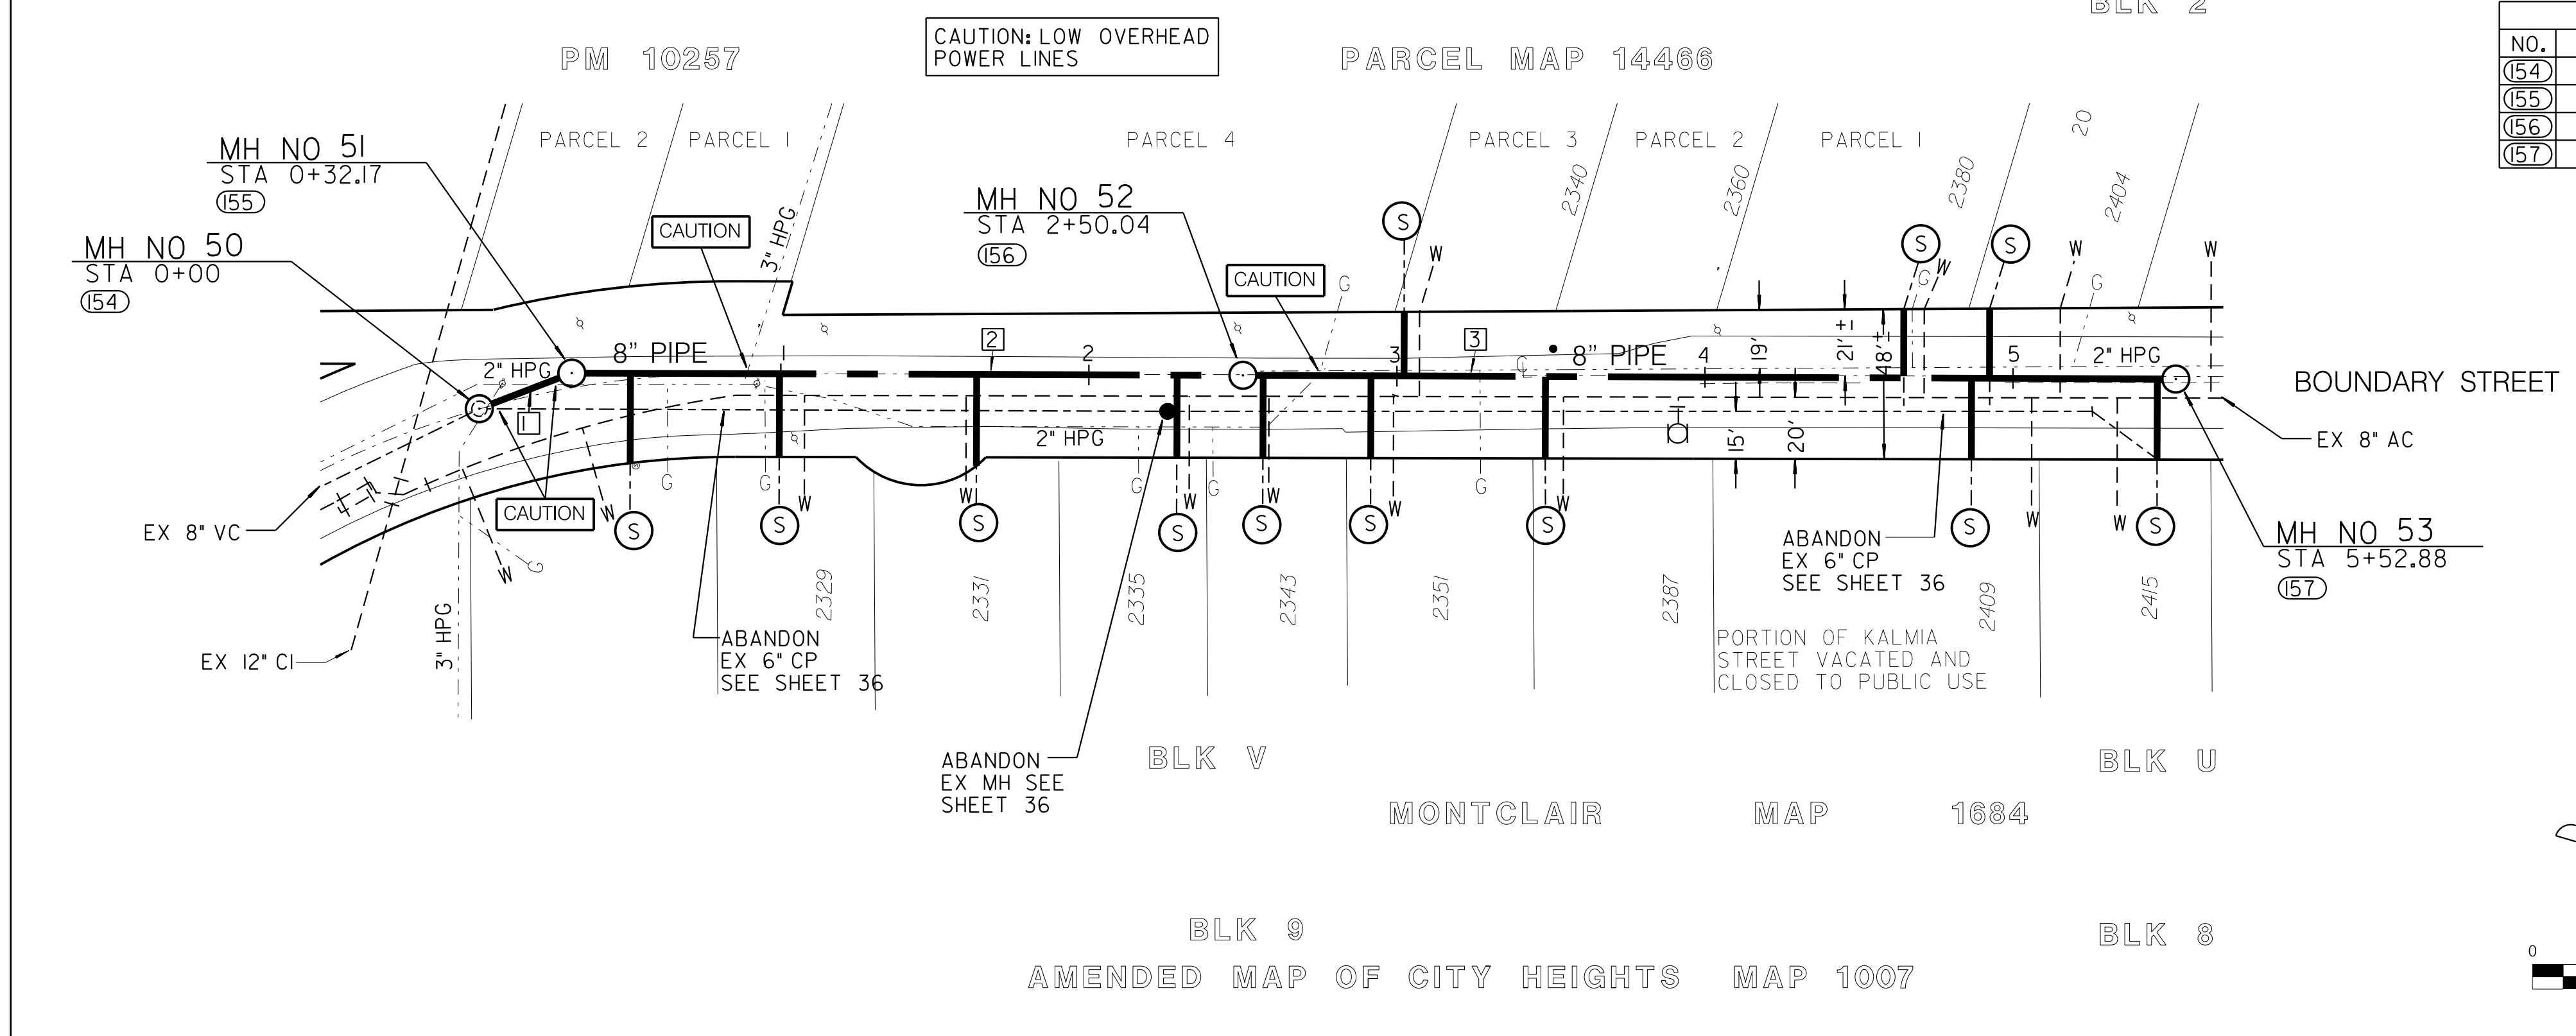 BLK 2
CAUTION: LOW OVERHEAD
POWER LINES
PM 10257
PARCEL MAP 14466
NO.
154
155
156
157
PARCEL 2
PARCEL 1
PARCEL 4
PARCEL 3
PARCEL 2
PARCEL 1
20
2340
2360
2380
2404
MH NO 51
STA 0+32.17
155
MH NO 50
STA 0+00
154
CAUTION
3" HPG
MH NO 52
STA 2+50.04
156
CAUTION
G
S
W
S
G
W
S
W
G
W
8" PIPE
2" HPG
2
2
3
3
G
8" PIPE
4
19'
21'±
48'±
5
2" HPG
BOUNDARY STREET
1
2" HPG
15'
20'
EX 8" AC
EX 8" VC
4"
CAUTION
W
W
G
S
G
G
S
W
W
S
G
W
S
G
W
S
S
W
G
W
S
S
W
W
S
ABANDON
EX 6" CP
SEE SHEET 36
MH NO 53
STA 5+52.88
157
2329
2331
2335
2343
2351
2387
2409
2415
3" HPG
EX 12" CI
ABANDON
EX 6" CP
SEE SHEET 36
PORTION OF KALMIA
STREET VACATED AND
CLOSED TO PUBLIC USE
ABANDON
EX MH SEE
SHEET 36
BLK V
BLK U
MONTCLAIR MAP 1684
BLK 9
BLK 8
AMENDED MAP OF CITY HEIGHTS MAP 1007
0